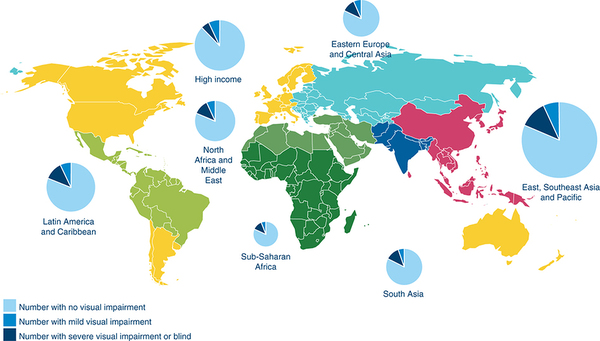 Eastern Europe
and Central Asia
High income
North
Africa and
Middle
East
East, Southeast Asia
and Pacific
Latin America
and Caribbean
Sub-Saharan
Africa
South Asia
Number with no visual impairment
Number with mild visual impairment
Number with severe visual impairment or blind